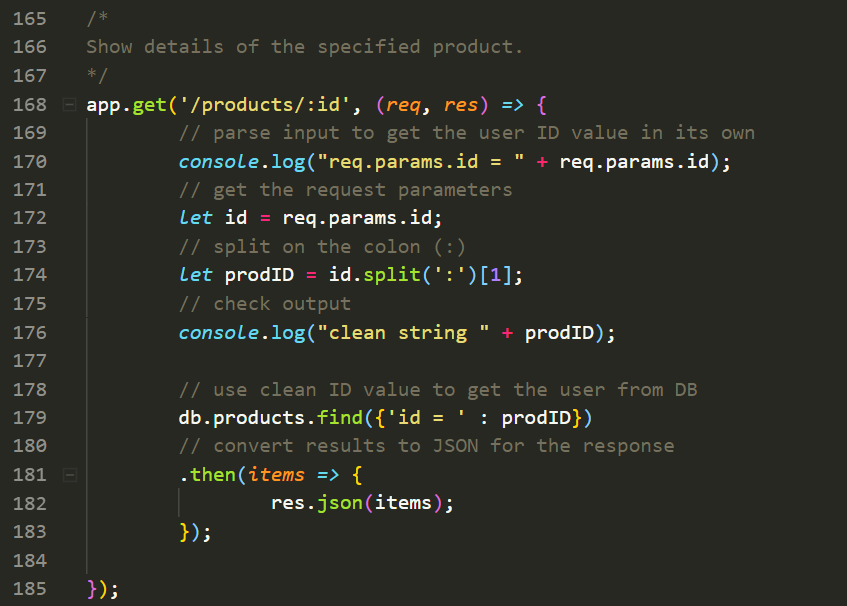 165 /*
166 Show details of the specified product.
167 */
168 app.get('/products/:id', (req, res) => {
169 // parse input to get the user ID value in its own
170 console.log("req.params.id = " + req.params.id);
171 // get the request parameters
172 let id = req.params.id;
173 // split on the colon (:)
174 let prodID = id.split(':')[1];
175 // check output
176 console.log("clean string " + prodID);
177
178 // use clean ID value to get the user from DB
179 db.products.find({'id = ' : prodID})
180 // convert results to JSON for the response
181 .then(items => {
182 res.json(items);
183 });
184
185 });